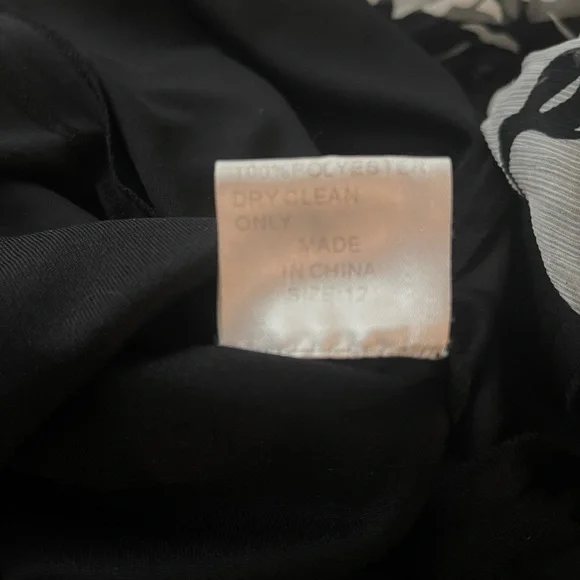 100% POLYESTER
DRY CLEAN
ONLY
MADE
IN CHINA
SIZE:12